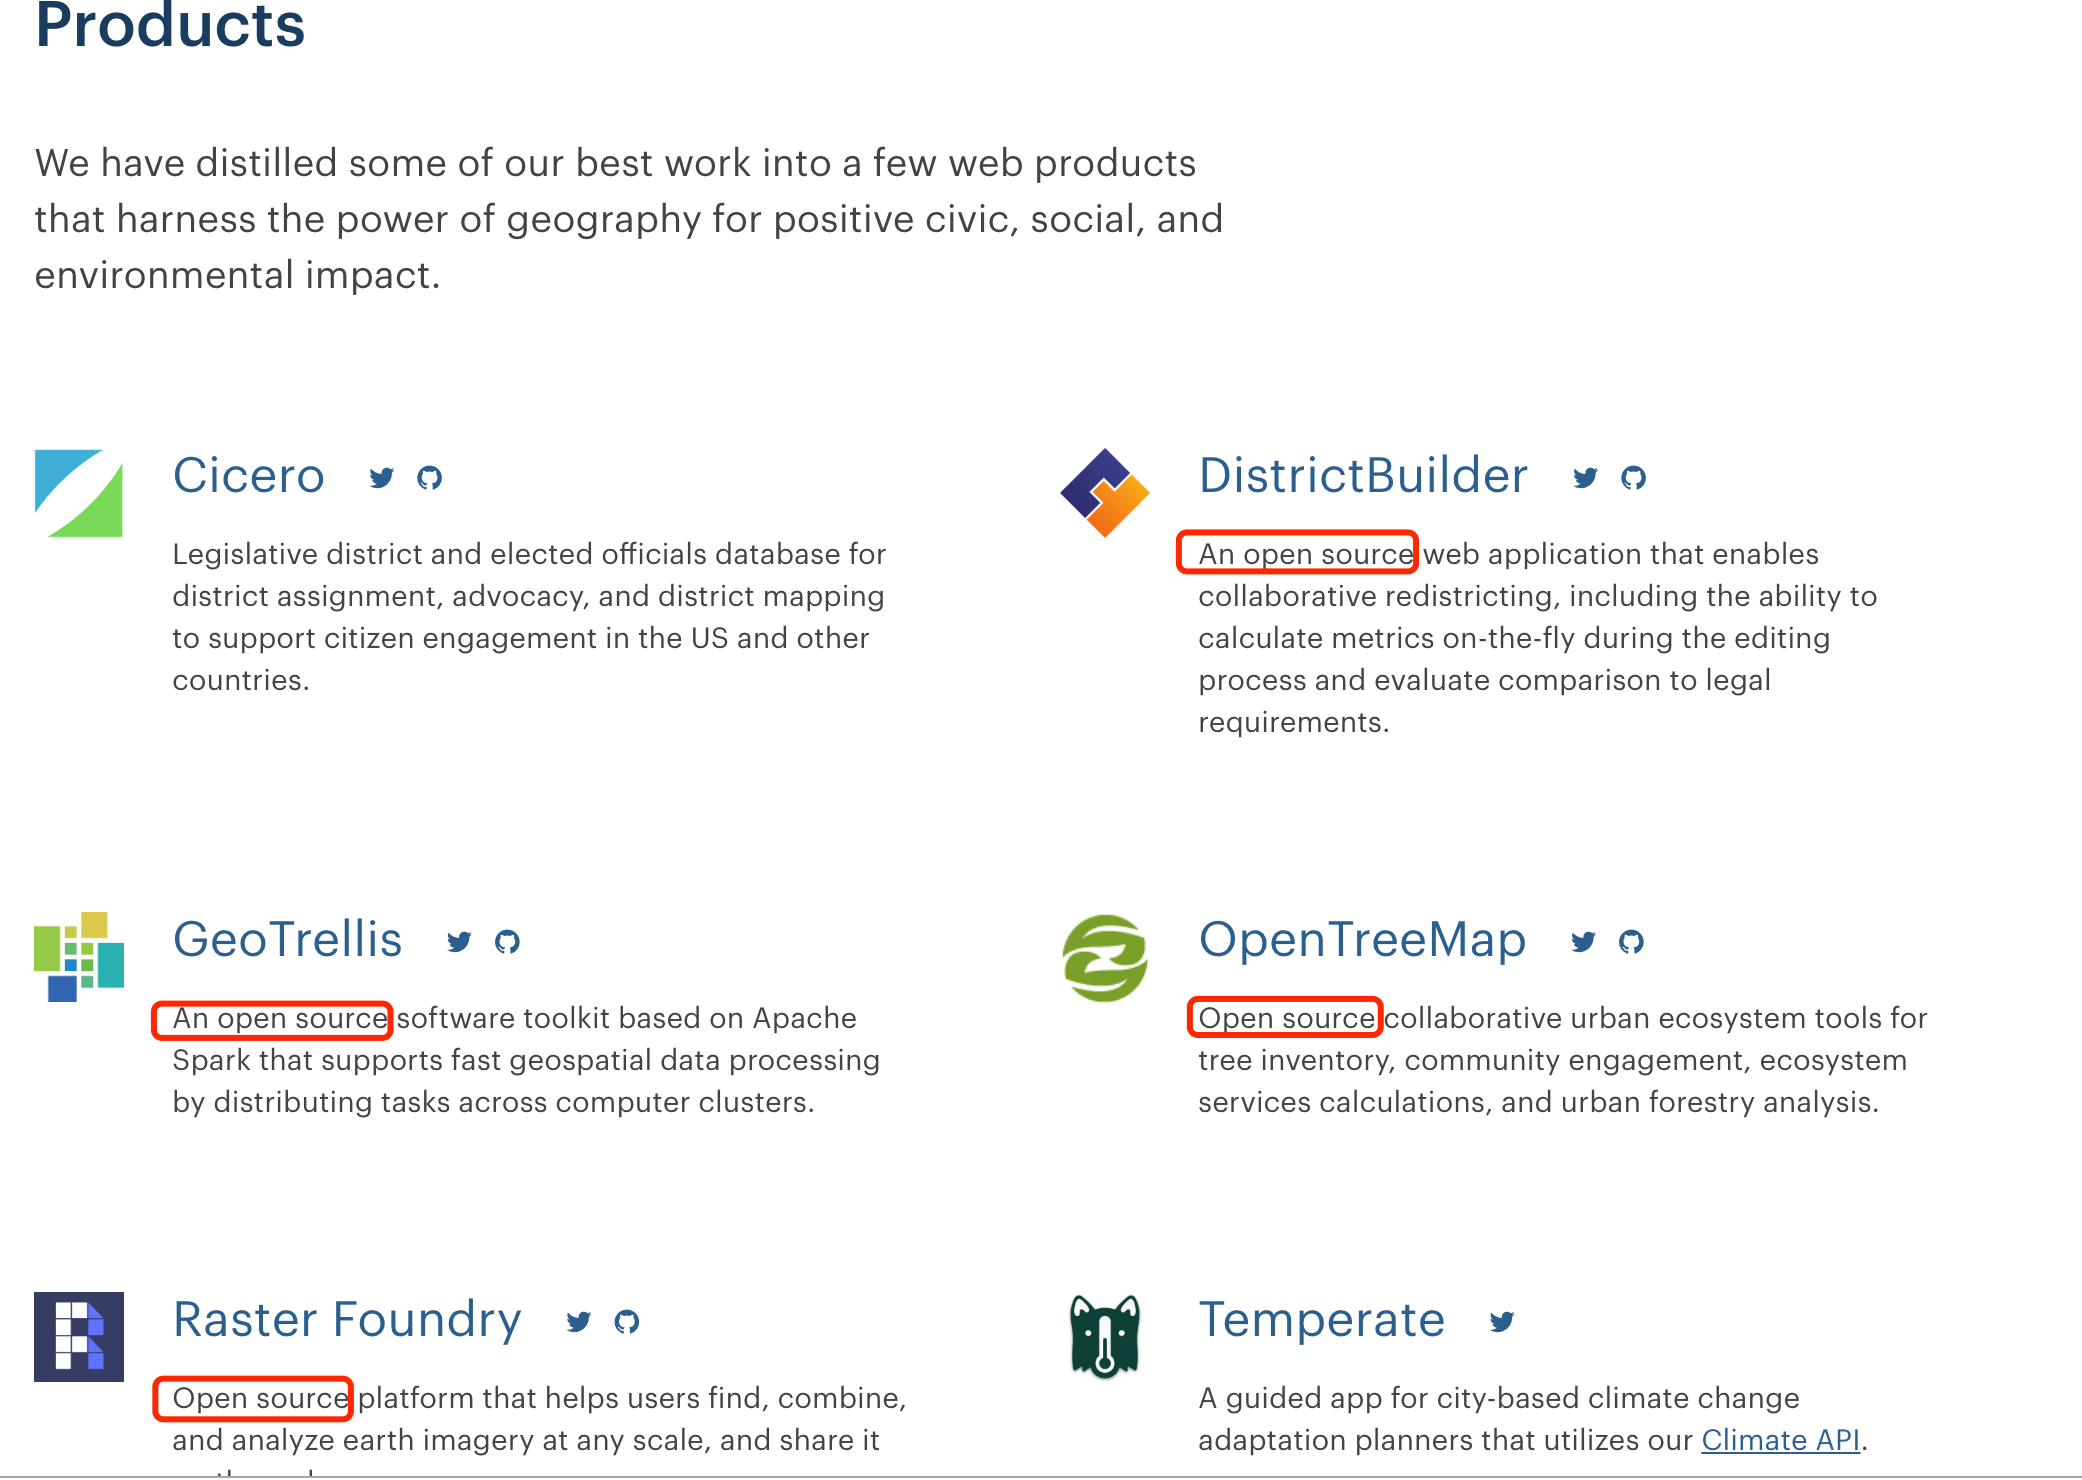 Products
We have distilled some of our best work into a few web products
that harness the power of geography for positive civic, social, and
environmental impact.
Cicero
Legislative district and elected officials database for
district assignment, advocacy, and district mapping
to support citizen engagement in the US and other
countries.
DistrictBuilder
An open source web application that enables
collaborative redistricting, including the ability to
calculate metrics on-the-fly during the editing
process and evaluate comparison to legal
requirements.
GeoTrellis
An open source software toolkit based on Apache
Spark that supports fast geospatial data processing
by distributing tasks across computer clusters.
OpenTreeMap
Open source collaborative urban ecosystem tools for
tree inventory, community engagement, ecosystem
services calculations, and urban forestry analysis.
Raster Foundry
Open source platform that helps users find, combine,
and analyze earth imagery at any scale, and share it
Temperate
A guided app for city-based climate change
adaptation planners that utilizes our Climate API.